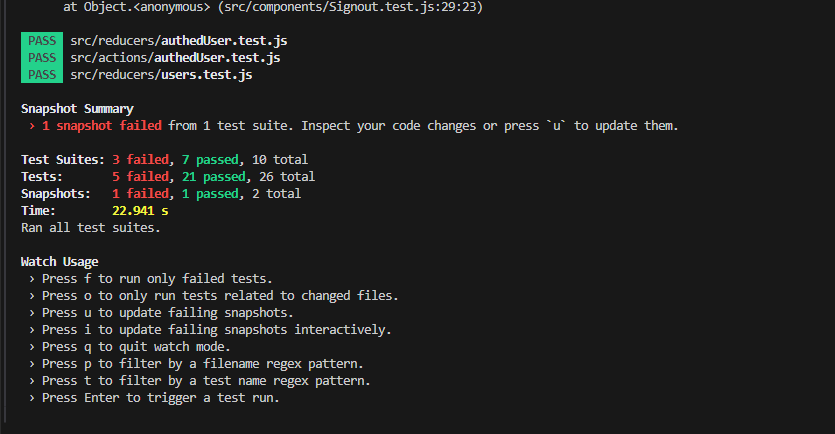 at Object.<anonymous> (src/components/Signout.test.js:29:23)
PASS src/reducers/authedUser.test.js
PASS src/actions/authedUser.test.js
PASS src/reducers/users.test.js
Snapshot Summary
› 1 snapshot failed from 1 test suite. Inspect your code changes or press `u` to update them.
Test Suites: 3 failed, 7 passed, 10 total
Tests: 5 failed, 21 passed, 26 total
Snapshots: 1 failed, 1 passed, 2 total
Time: 22.941 s
Ran all test suites.
Watch Usage
› Press f to run only failed tests.
› Press o to only run tests related to changed files.
› Press u to update failing snapshots.
› Press i to update failing snapshots interactively.
› Press q to quit watch mode.
› Press p to filter by a filename regex pattern.
› Press t to filter by a test name regex pattern.
› Press Enter to trigger a test run.